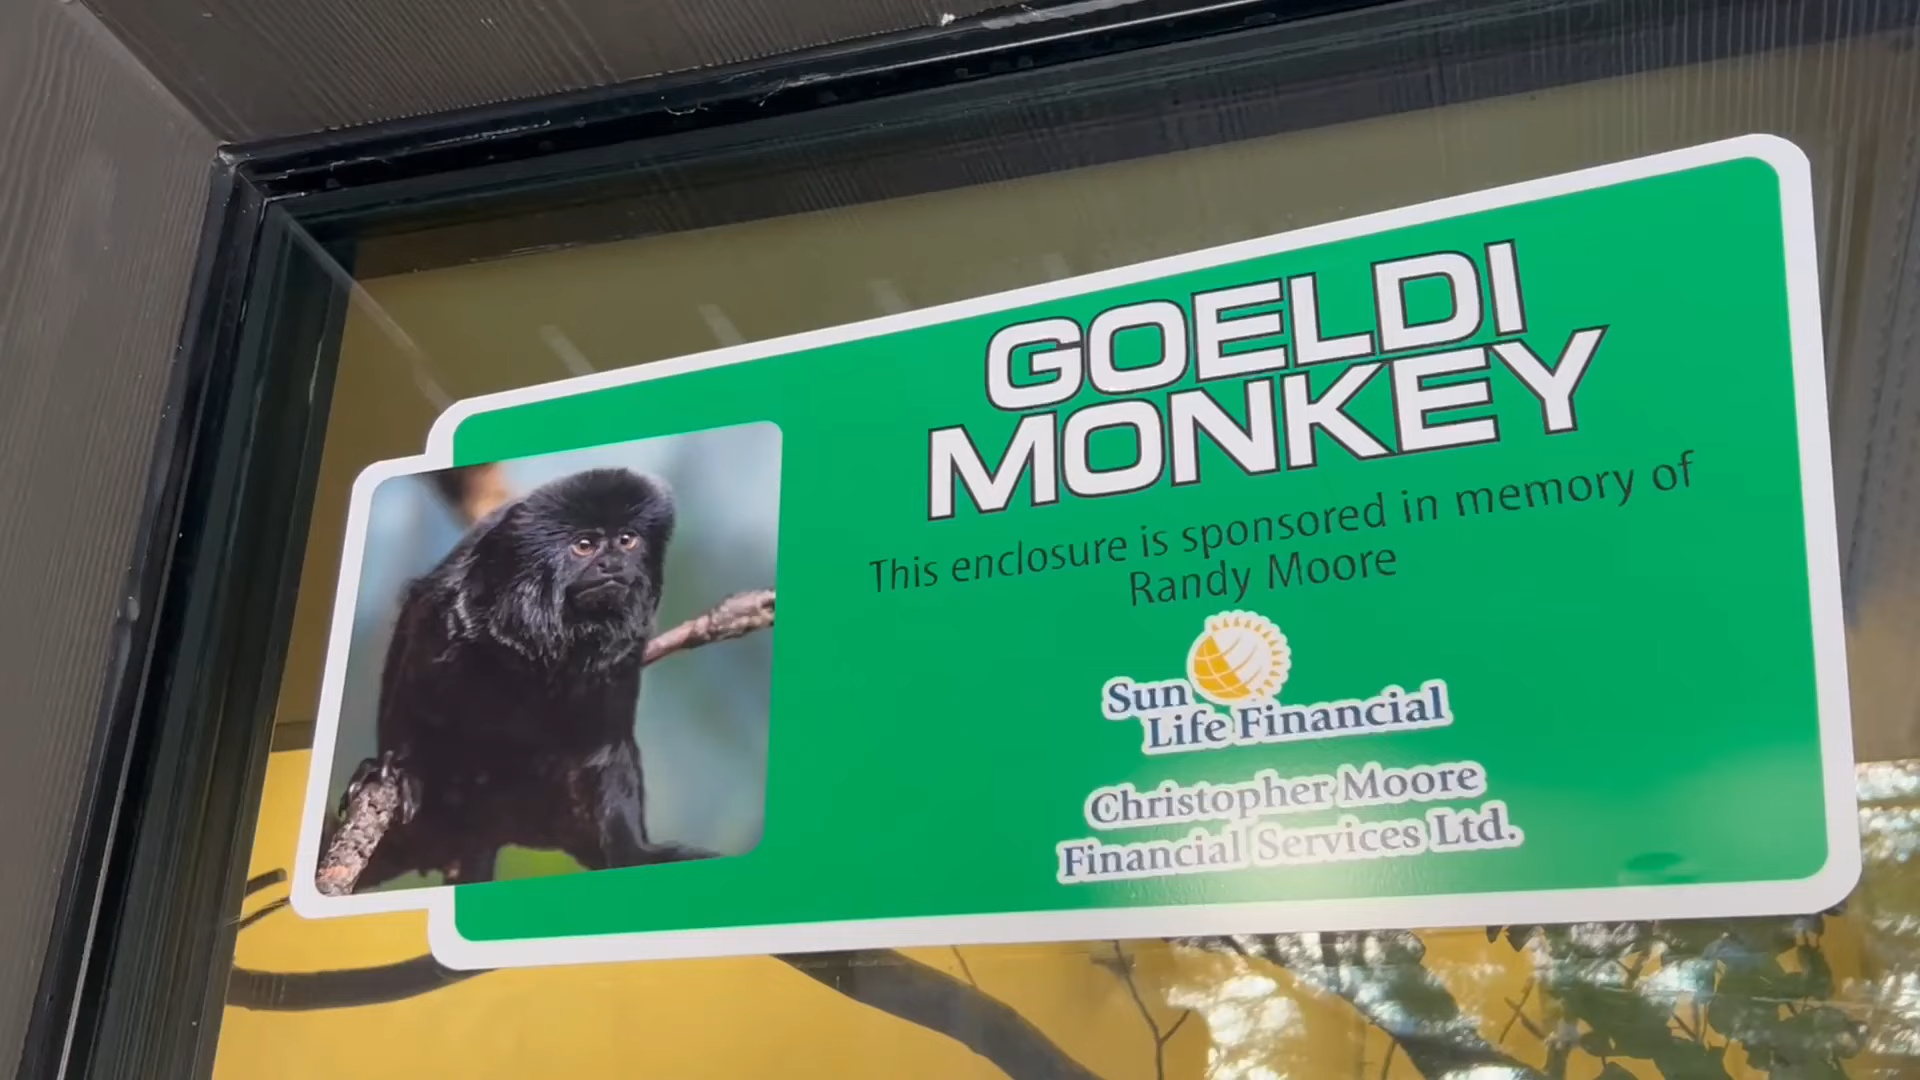 GOELDI
MONKEY
This enclosure is sponsored in memory of
Randy Moore
Sun
Life Financial
Christopher Moore
Financial Services Ltd.